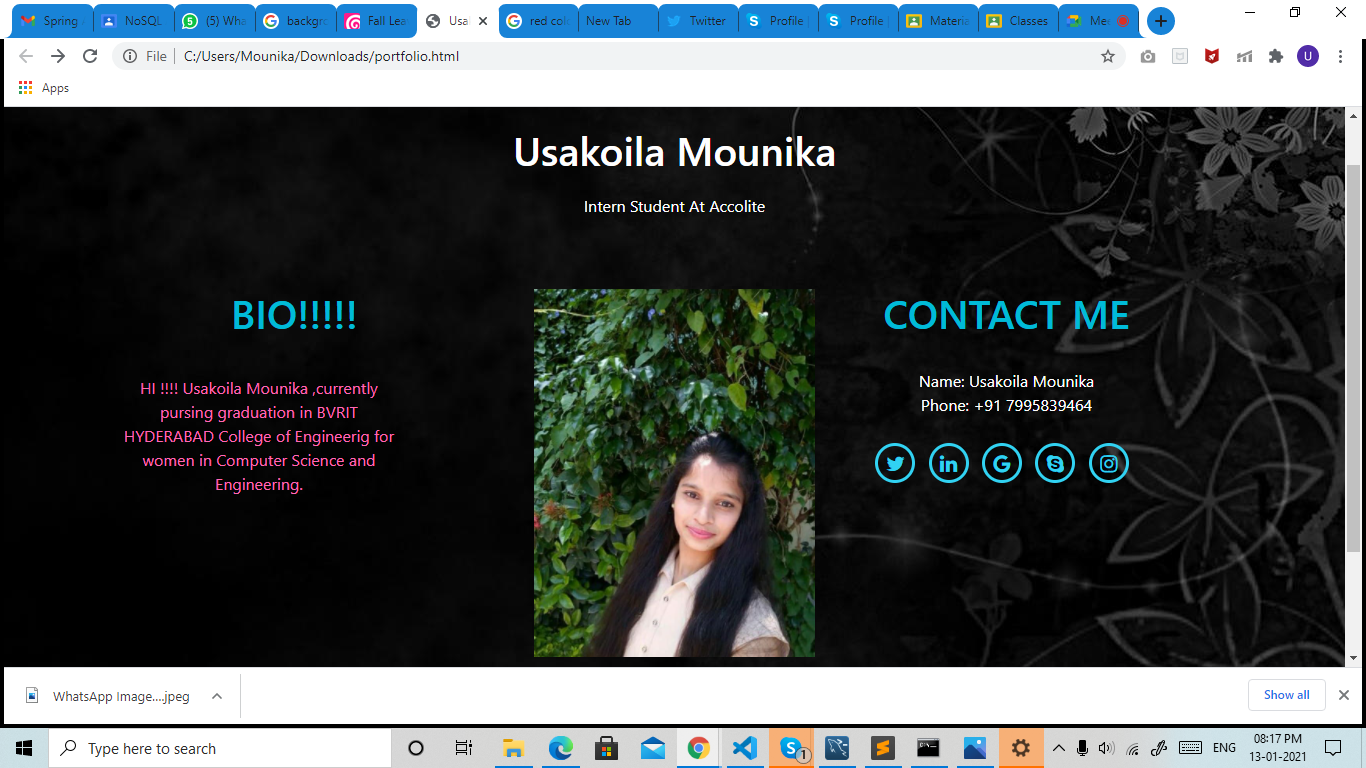 Spring
NoSQL
(5) Wha
backgro
Fall Lea
Usa
red colo
New Tab
Twitter
Profile
Profile
Materia
Classes
Mee
File
C:/Users/Mounika/Downloads/portfolio.html
U
Apps
Usakoila Mounika
Intern Student At Accolite
BIO!!!!!
HI !!!! Usakoila Mounika ,currently
pursing graduation in BVRIT
HYDERABAD College of Engineerig for
women in Computer Science and
Engineering.
CONTACT ME
Name: Usakoila Mounika
Phone: +91 7995839464
WhatsApp Image....jpeg
Show all
Type here to search
1
ENG
08:17 PM
13-01-2021